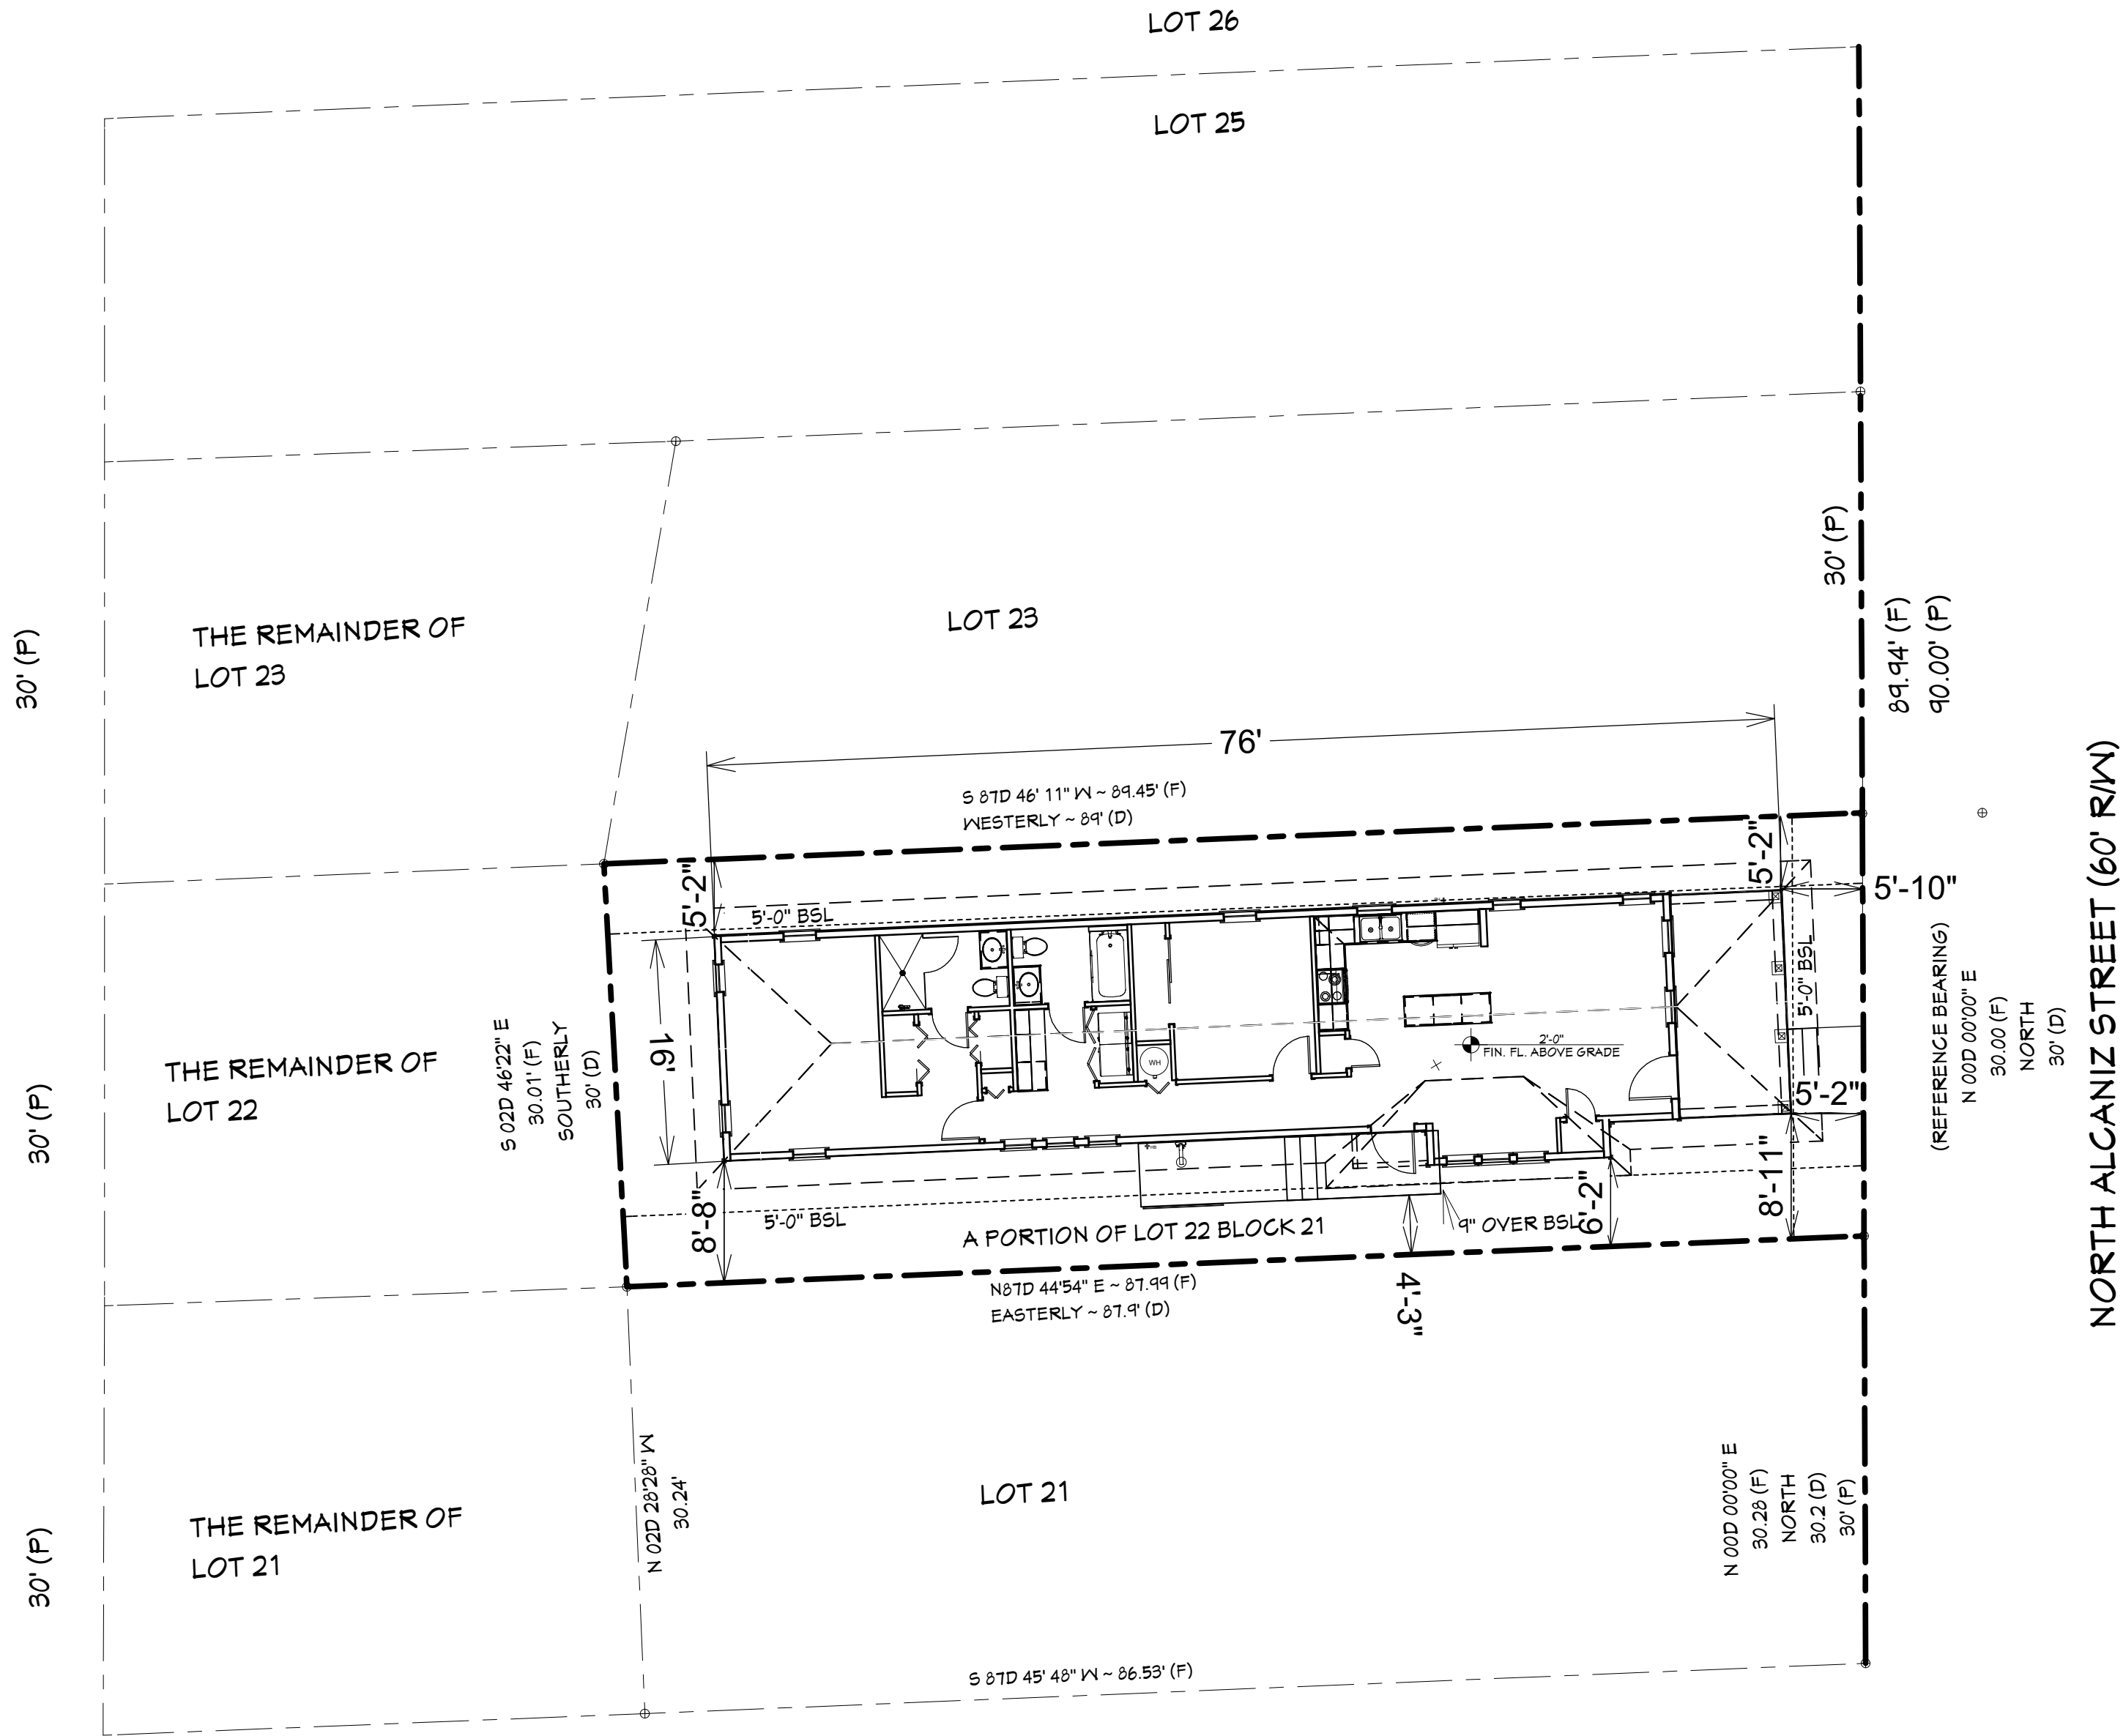 LOT 26
LOT 25
30' (P)
THE REMAINDER OF
LOT 23
LOT 23
30' (P)
89.94' (F)
90.00' (P)
76'
S 87D 46' 11" W ~ 89.45' (F)
WESTERLY ~ 89' (D)
5'-2"
5'-2"
5'-10"
5'-0" BSL
5'-0" BSL
16'
WH
2'-0"
FIN. FL. ABOVE GRADE
5'-2"
30' (P)
THE REMAINDER OF
LOT 22
S 02D 46'22" E
30.01' (F)
SOUTHERLY
30' (D)
(REFERENCE BEARING)
N 00D 00'00" E
30.00 (F)
NORTH
30' (D)
NORTH ALCANIZ STREET (60' R/W)
8'-8"
5'-0" BSL
A PORTION OF LOT 22 BLOCK 21
9" OVER BSL
6'-2"
8'-11"
4'-3"
N87D 44'54" E ~ 87.99 (F)
EASTERLY ~ 87.9' (D)
30' (P)
THE REMAINDER OF
LOT 21
N 02D 28'28" W
30.24'
LOT 21
N 00D 00'00" E
30.28 (F)
NORTH
30.2 (D)
30' (P)
S 87D 45' 48" W ~ 86.53' (F)